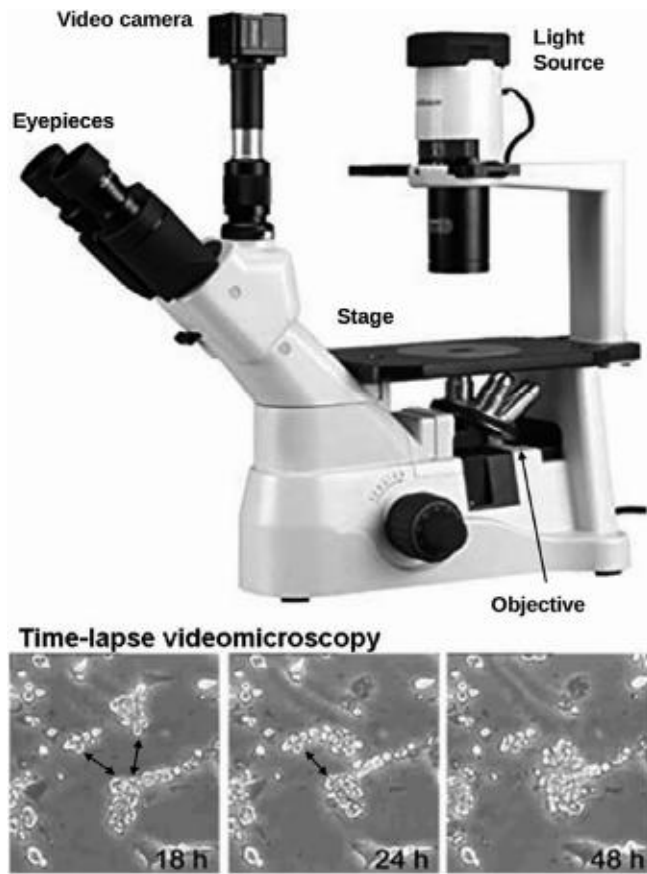 Video camera
Light
Source
Eyepieces
Stage
Objective
Time-lapse videomicroscopy
18 h
24 h
48 h